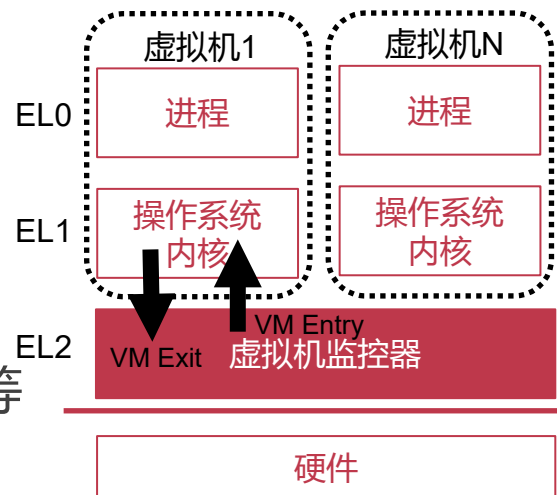 虚拟机1
虚拟机N
EL0
进程
进程
EL1
操作系统
内核
操作系统
内核
EL2
VM Exit
VM Entry
虚拟机监控器
等
硬件